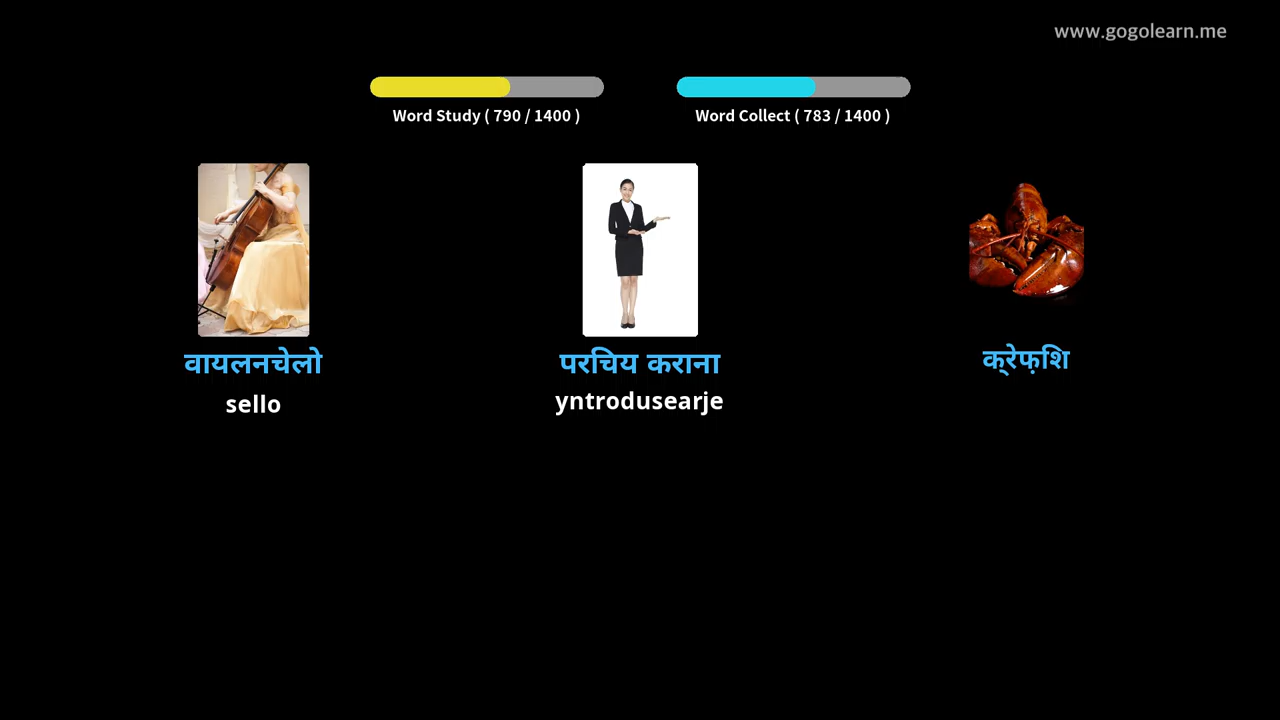 www.gogolearn.me
Word Study ( 790 / 1400 )
Word Collect ( 783 / 1400 )
वायलनचेलो
परचिय कराना
क्रेफ़शि
sello
yntrodusearje